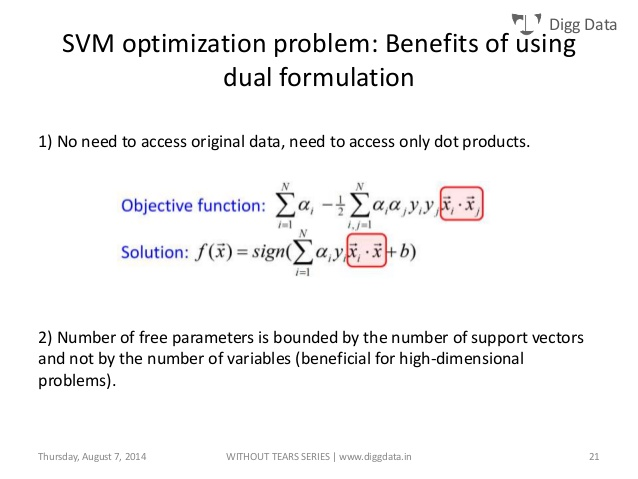 Digg Data
SVM optimization problem: Benefits of using
dual formulation
1) No need to access original data, need to access only dot products.
Objective function: $\sum_{i=1}^{N} \alpha_i - \frac{1}{2} \sum_{i,j=1}^{N} \alpha_i \alpha_j y_i y_j \vec{x}_i \cdot \vec{x}_j$
Solution: $f(\vec{x}) = sign(\sum_{i=1}^{N} \alpha_i y_i \vec{x}_i \cdot \vec{x} + b)$
2) Number of free parameters is bounded by the number of support vectors
and not by the number of variables (beneficial for high-dimensional
problems).
Thursday, August 7, 2014 WITHOUT TEARS SERIES | www.diggdata.in 21